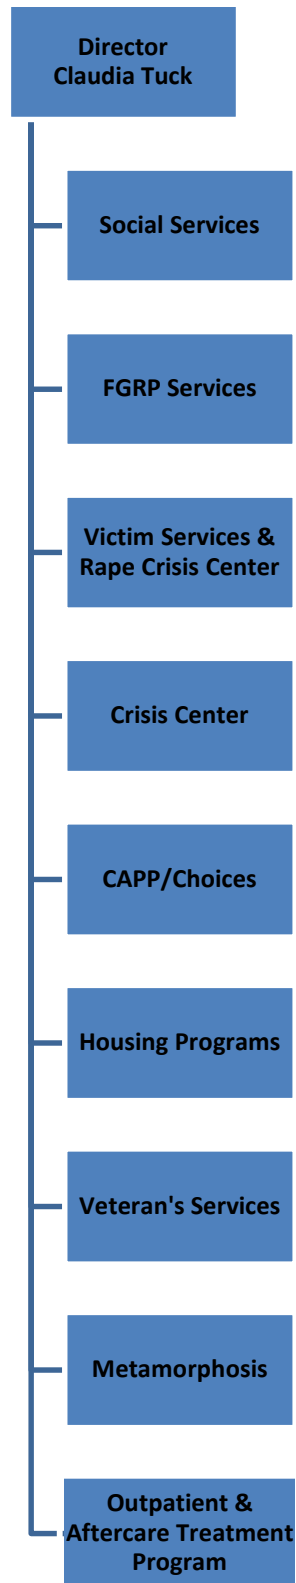 Director
Claudia Tuck
Social Services
FGRP Services
Victim Services &
Rape Crisis Center
Crisis Center
CAPP/Choices
Housing Programs
Veteran's Services
Metamorphosis
Outpatient &
Aftercare Treatment
Program